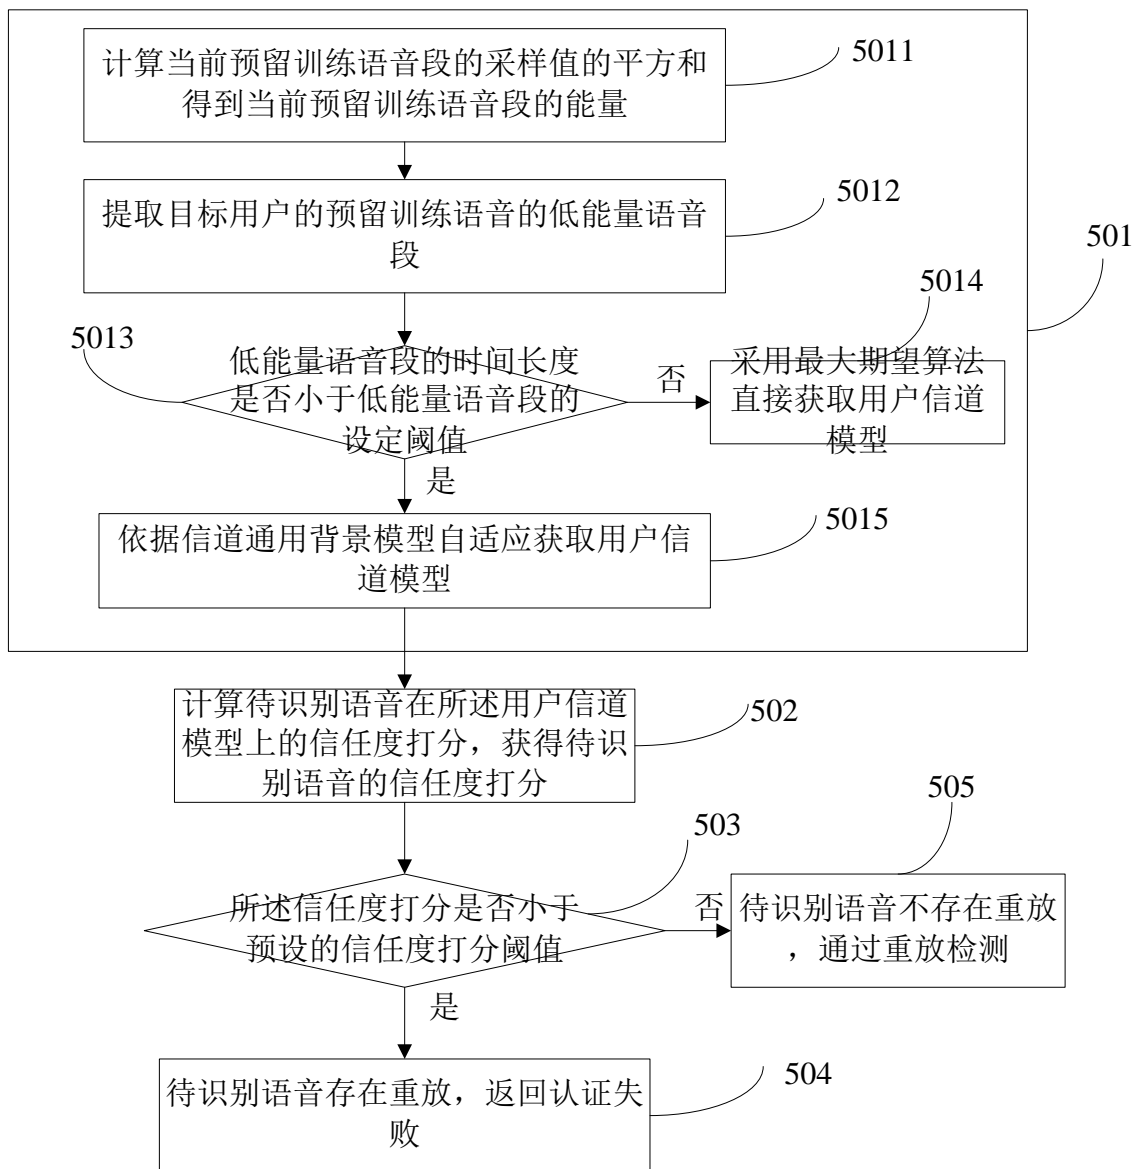 计算当前预留训练语音段的采样值的平方和
得到当前预留训练语音段的能量
5011
提取目标用户的预留训练语音的低能量语音
段
5012
501
5013
低能量语音段的时间长度
是否小于低能量语音段的
设定阈值
否
5014
采用最大期望算法
直接获取用户信道
模型
是
依据信道通用背景模型自适应获取用户信
道模型
5015
计算待识别语音在所述用户信道
模型上的信任度打分，获得待识
别语音的信任度打分
502
503
所述信任度打分是否小于
预设的信任度打分阈值
否
505
待识别语音不存在重放
，通过重放检测
是
待识别语音存在重放，返回认证失
败
504